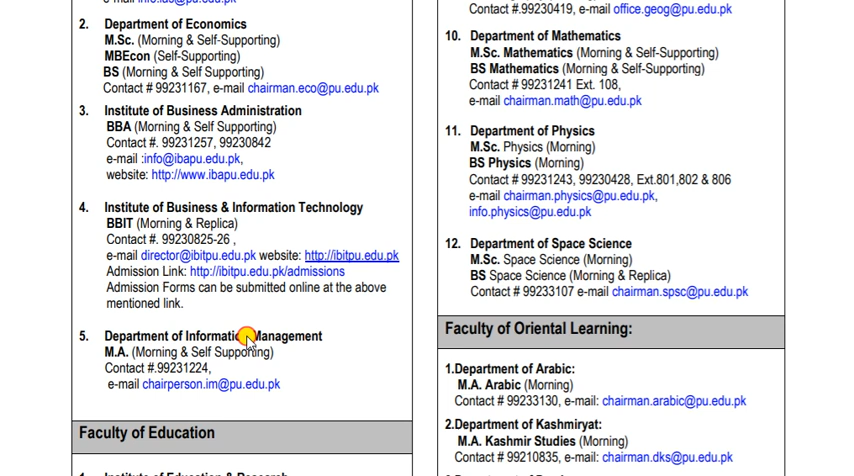 2. Department of Economics
M.Sc. (Morning & Self-Supporting)
MBEcon (Self-Supporting)
BS (Morning & Self Supporting)
Contact # 99231167, e-mail chairman.eco@pu.edu.pk
3. Institute of Business Administration
BBA (Morning & Self Supporting)
Contact #. 99231257, 99230842
e-mail :info@ibapu.edu.pk,
website: http://www.ibapu.edu.pk
4. Institute of Business & Information Technology
BBIT (Morning & Replica)
Contact #. 99230825-26 ,
e-mail director@ibitpu.edu.pk website: http://ibitpu.edu.pk
Admission Link: http://ibitpu.edu.pk/admissions
Admission Forms can be submitted online at the above
mentioned link.
5. Department of Information Management
M.A. (Morning & Self Supporting)
Contact #.99231224,
e-mail chairperson.im@pu.edu.pk
Faculty of Education
Contact #.99230419, e-mail office.geog@pu.edu.pk
10. Department of Mathematics
M.Sc. Mathematics (Morning & Self-Supporting)
BS Mathematics (Morning & Self-Supporting)
Contact # 99231241 Ext. 108,
e-mail chairman.math@pu.edu.pk
11. Department of Physics
M.Sc. Physics (Morning)
BS Physics (Morning)
Contact # 99231243, 99230428, Ext.801,802 & 806
e-mail chairman.physics@pu.edu.pk,
info.physics@pu.edu.pk
12. Department of Space Science
M.Sc. Space Science (Morning)
BS Space Science (Morning & Replica)
Contact # 99233107 e-mail chairman.spsc@pu.edu.pk
Faculty of Oriental Learning:
1.Department of Arabic:
M.A. Arabic (Morning)
Contact # 99233130, e-mail: chairman.arabic@pu.edu.pk
2.Department of Kashmiryat:
M.A. Kashmir Studies (Morning)
Contact # 99210835, e-mail: chairman.dks@pu.edu.pk